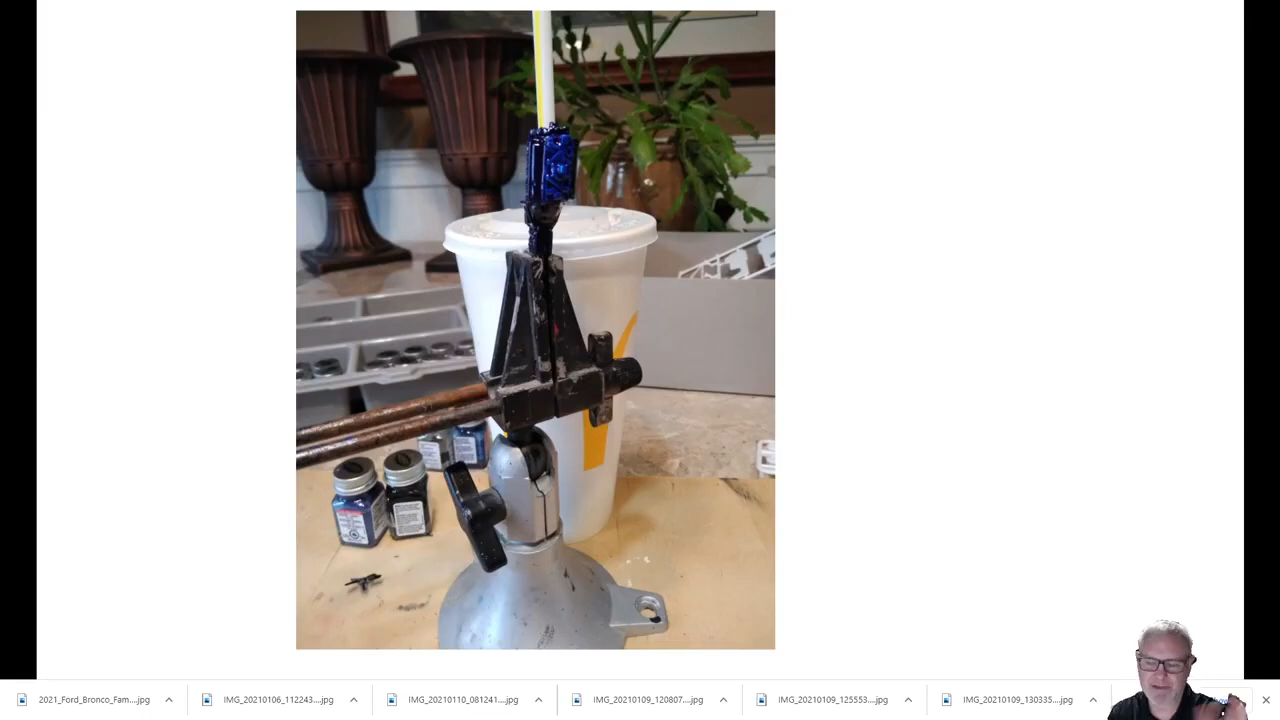 2021_Ford_Bronco_Fam....jpg
IMG_20210106_112243....jpg
IMG_20210110_081241....jpg
IMG_20210109_120807....jpg
IMG_20210109_125553....jpg
IMG_20210109_130335....jpg